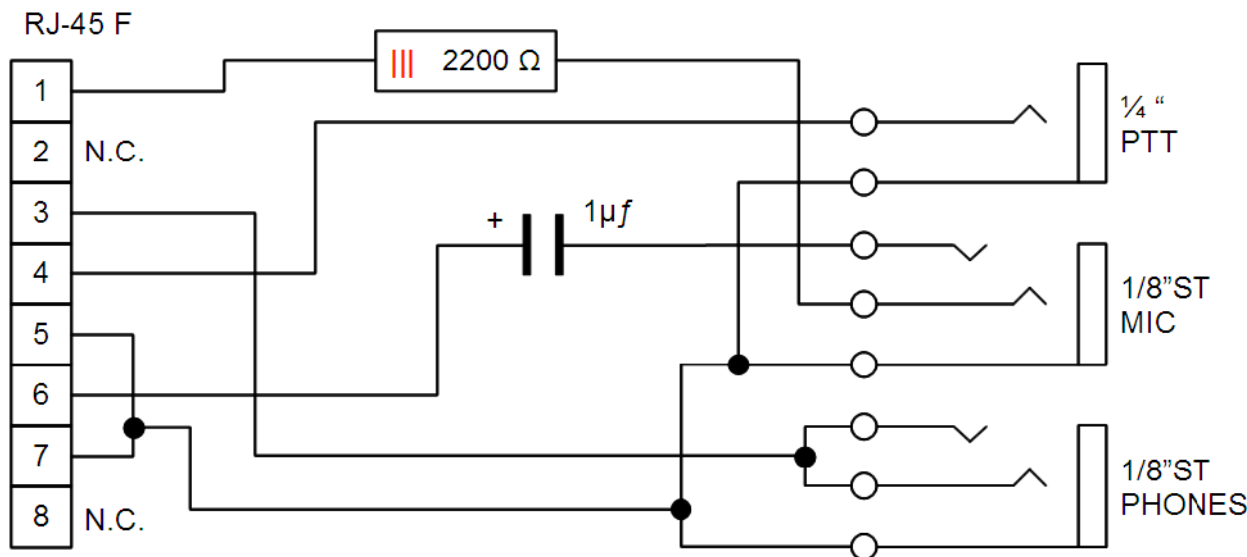 RJ-45 F
1
2 N.C.
3
4
5
6
7
8 N.C.
2200 Ω
+ 1µƒ
¼ “
PTT
1/8”ST
MIC
1/8”ST
PHONES